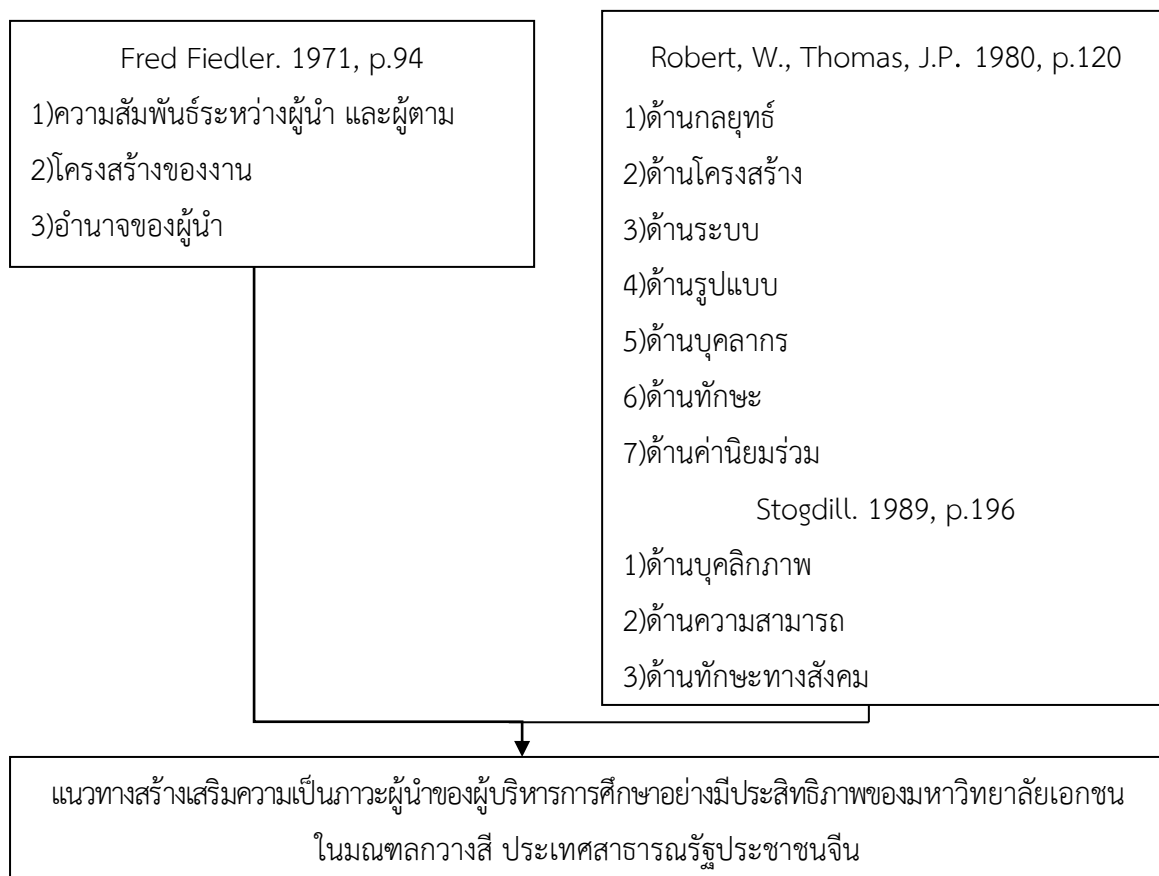 Fred Fiedler. 1971, p.94
1)ความสัมพันธ์ระหว่างผู้นำ และผู้ตาม
2)โครงสร้างของงาน
3)อำนาจของผู้นำ
Robert, W., Thomas, J.P. 1980, p.120
1)ด้านกลยุทธ์
2)ด้านโครงสร้าง
3)ด้านระบบ
4)ด้านรูปแบบ
5)ด้านบุคลากร
6)ด้านทักษะ
7)ด้านค่านิยมร่วม
Stogdill. 1989, p.196
1)ด้านบุคลิกภาพ
2)ด้านความสามารถ
3)ด้านทักษะทางสังคม
แนวทางสร้างเสริมความเป็นภาวะผู้นำของผู้บริหารการศึกษาอย่างมีประสิทธิภาพของมหาวิทยาลัยเอกชน
ในมณฑลกวางสี ประเทศสาธารณรัฐประชาชนจีน